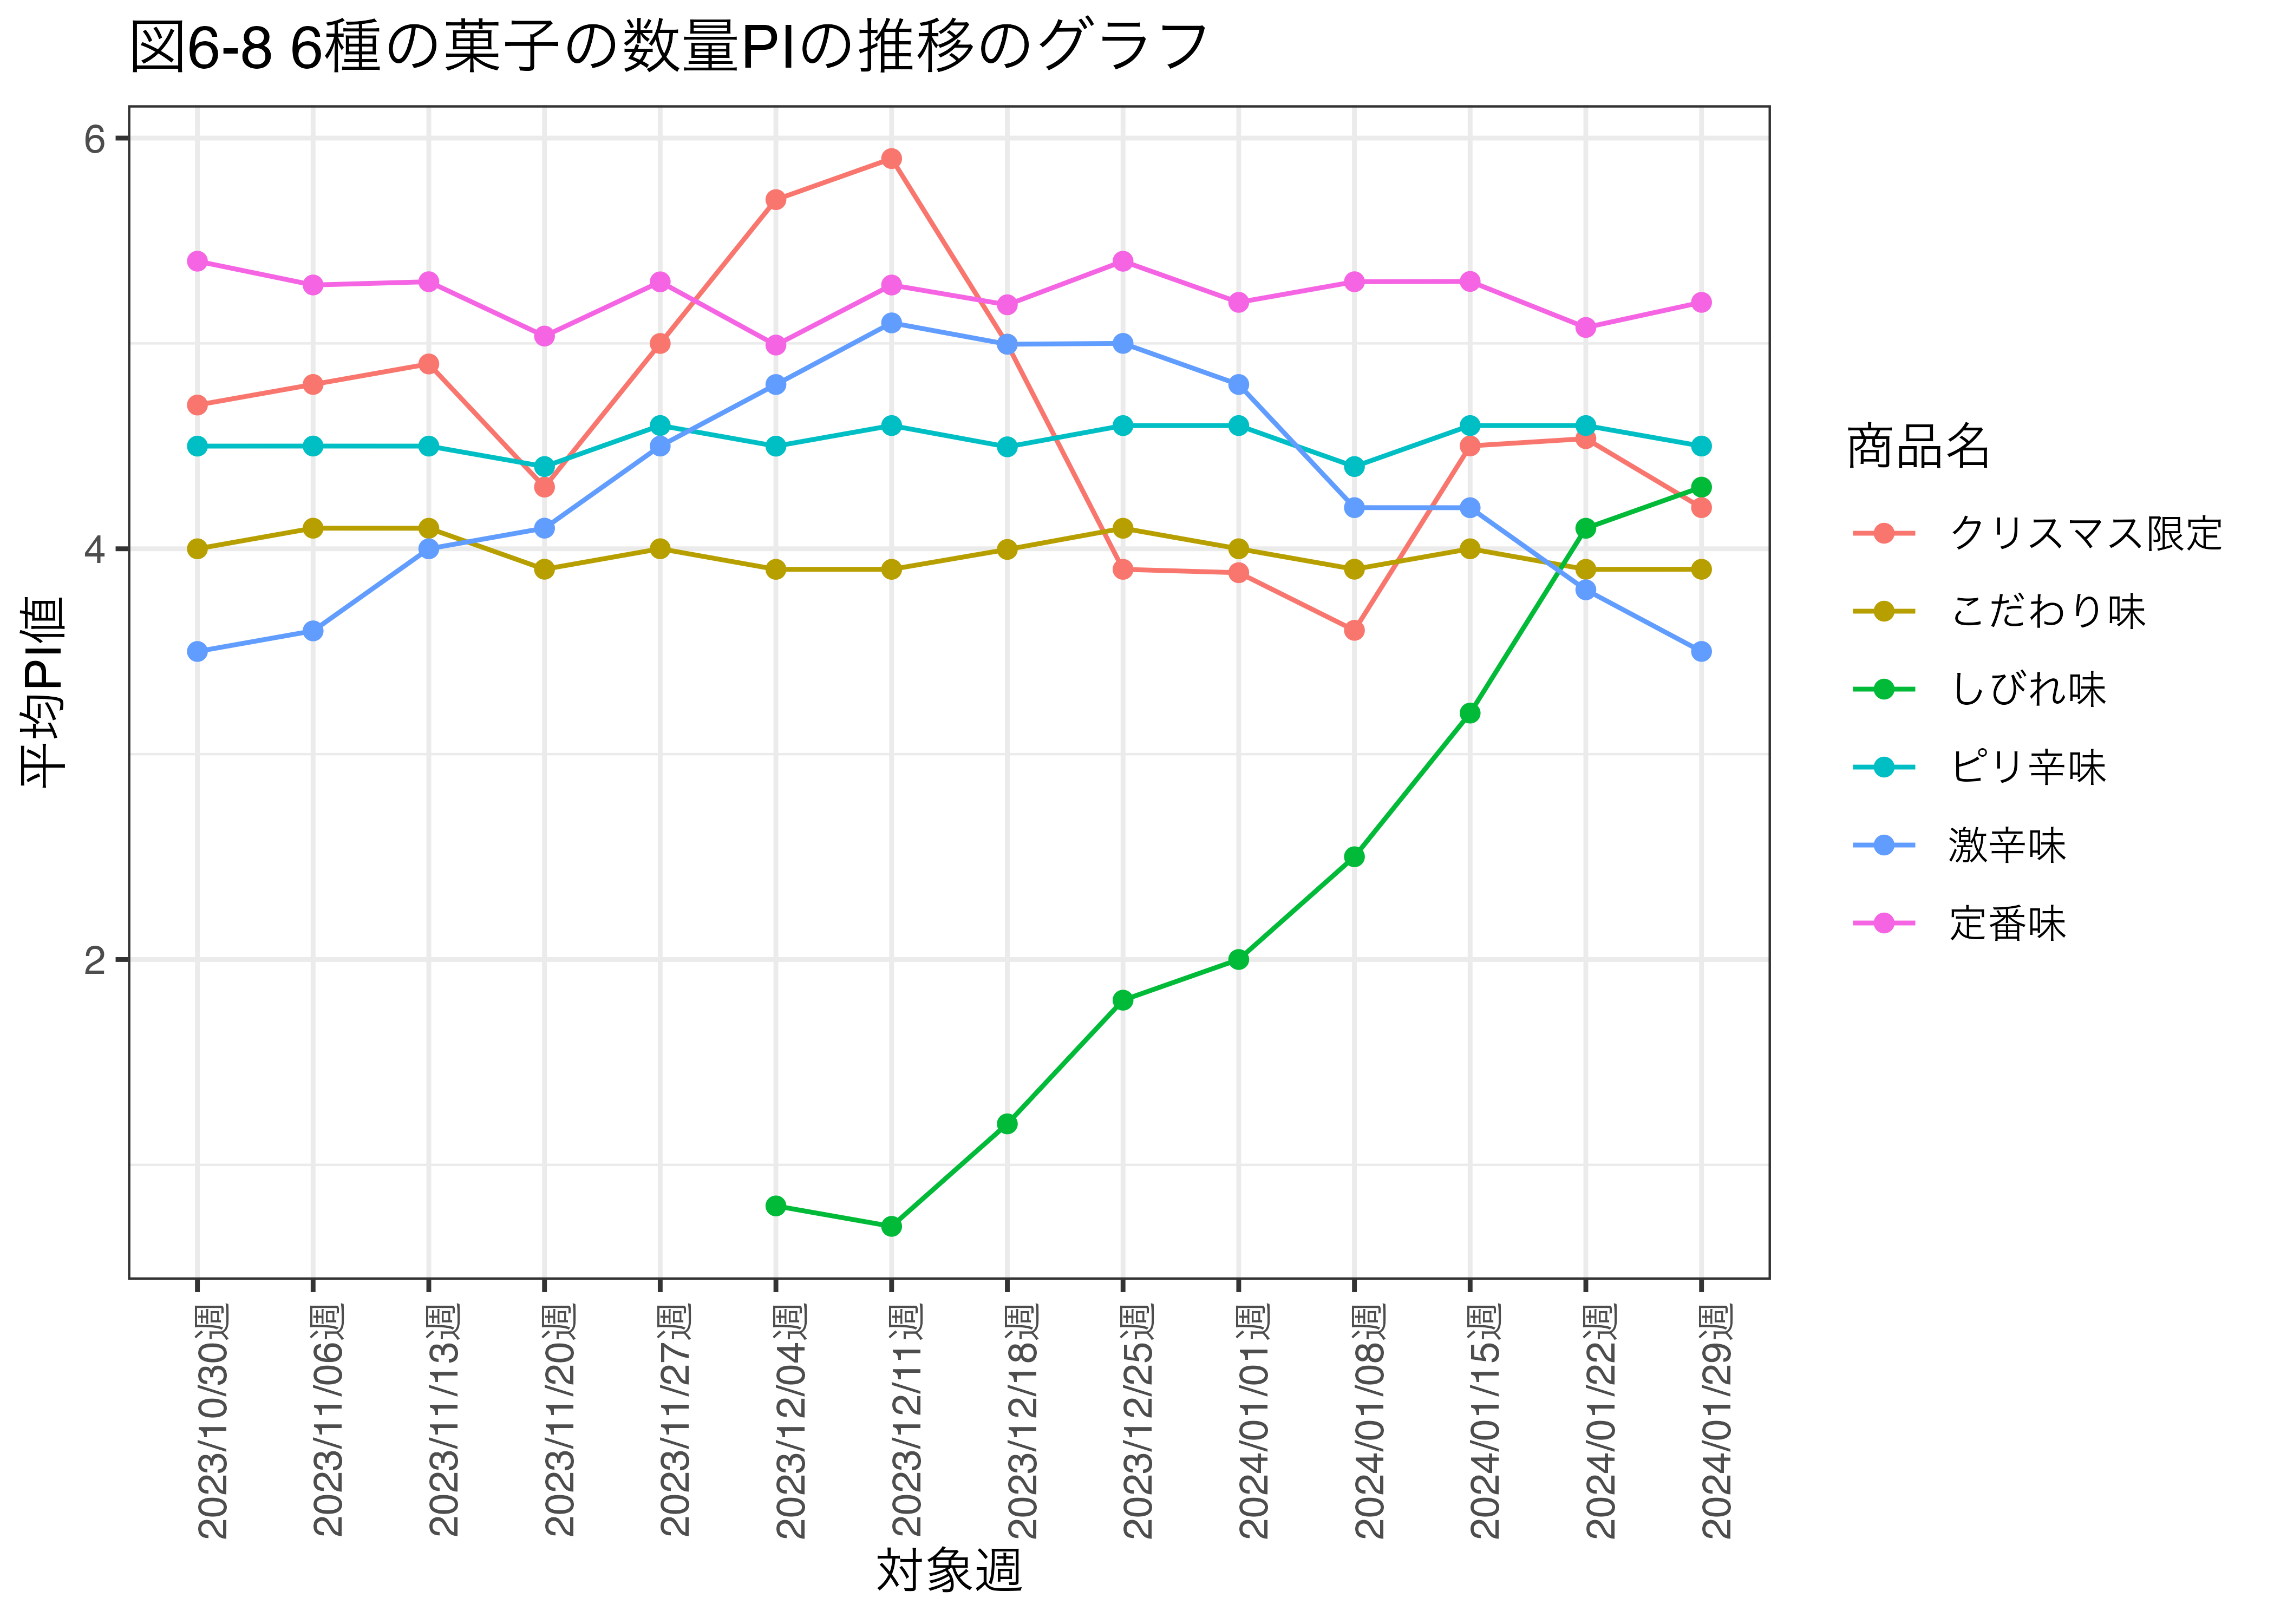 図6-8 6種の菓子の数量PIの推移のグラフ
平均PI値
6
4
2
2023/10/30週
2023/11/06週
2023/11/13週
2023/11/20週
2023/11/27週
2023/12/04週
2023/12/11週
2023/12/18週
2023/12/25週
2024/01/01週
2024/01/08週
2024/01/15週
2024/01/22週
2024/01/29週
対象週
商品名
クリスマス限定
こだわり味
しびれ味
ピリ辛味
激辛味
定番味